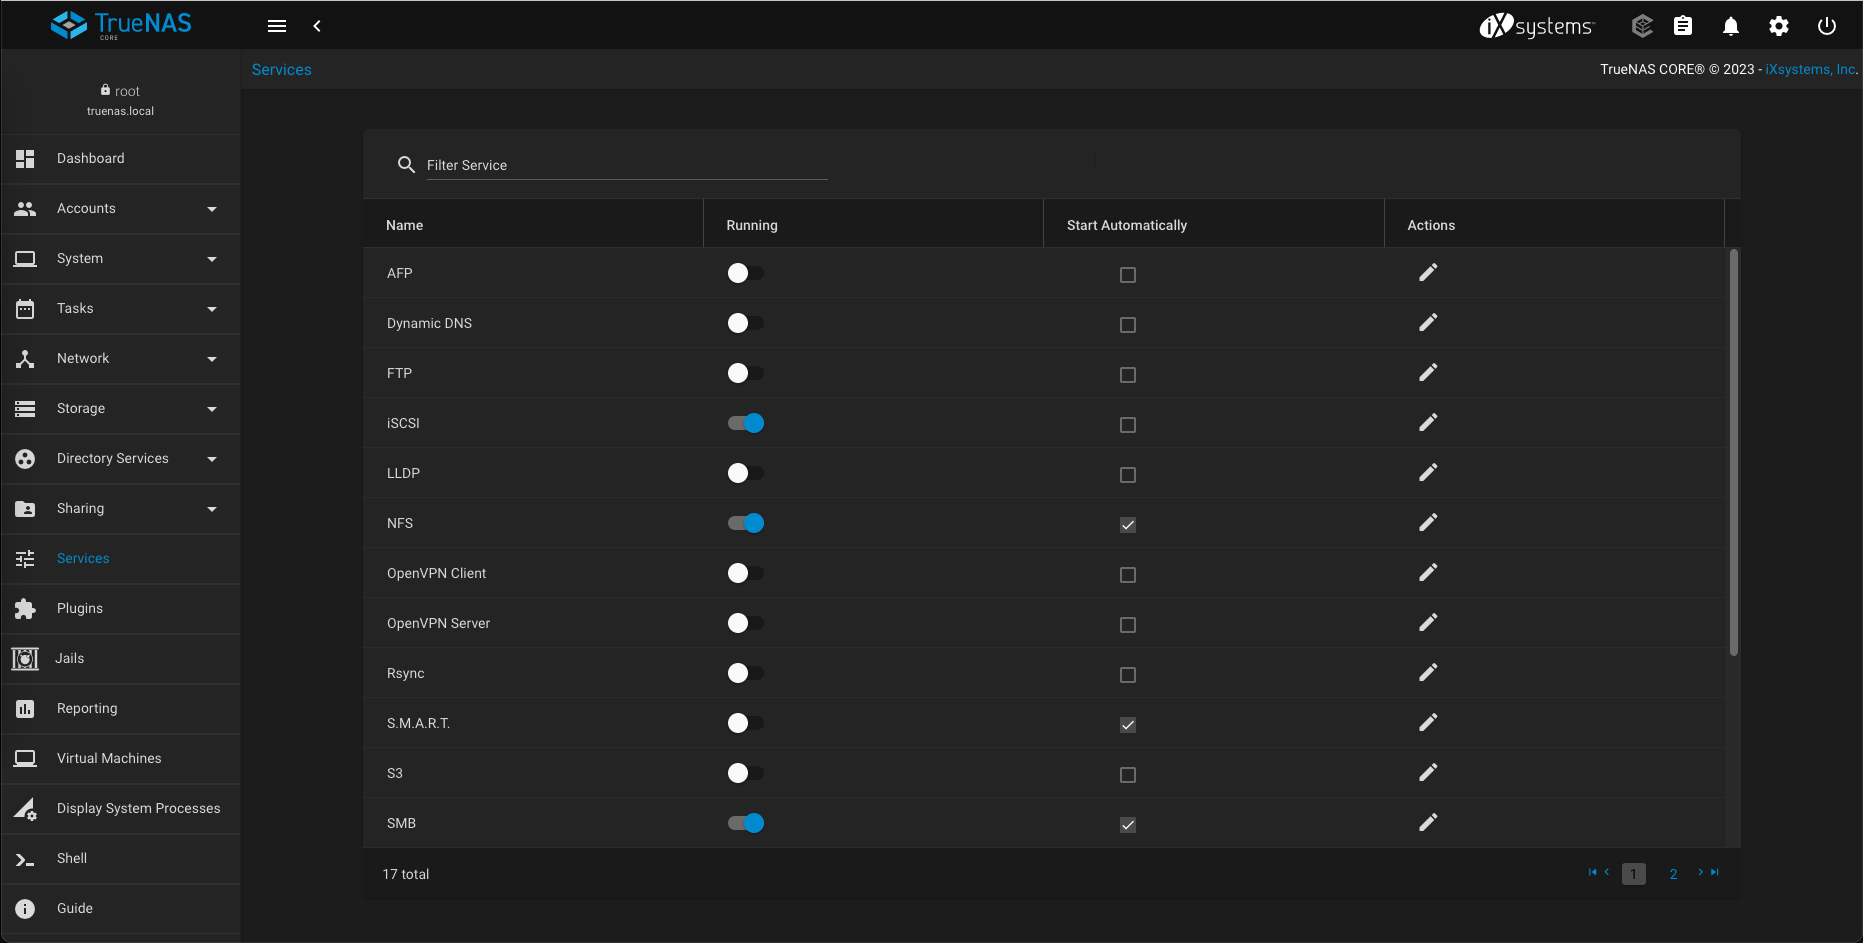 TrueNAS
CORE
iXsystems
Services
TrueNAS CORE® © 2023 - iXsystems, Inc.
root
truenas.local
Dashboard
Accounts
System
Tasks
Network
Storage
Directory Services
Sharing
Services
Plugins
Jails
Reporting
Virtual Machines
Display System Processes
Shell
Guide
Filter Service
Name Running Start Automatically Actions
AFP
Dynamic DNS
FTP
iSCSI
LLDP
NFS
OpenVPN Client
OpenVPN Server
Rsync
S.M.A.R.T.
S3
SMB
17 total
1 2